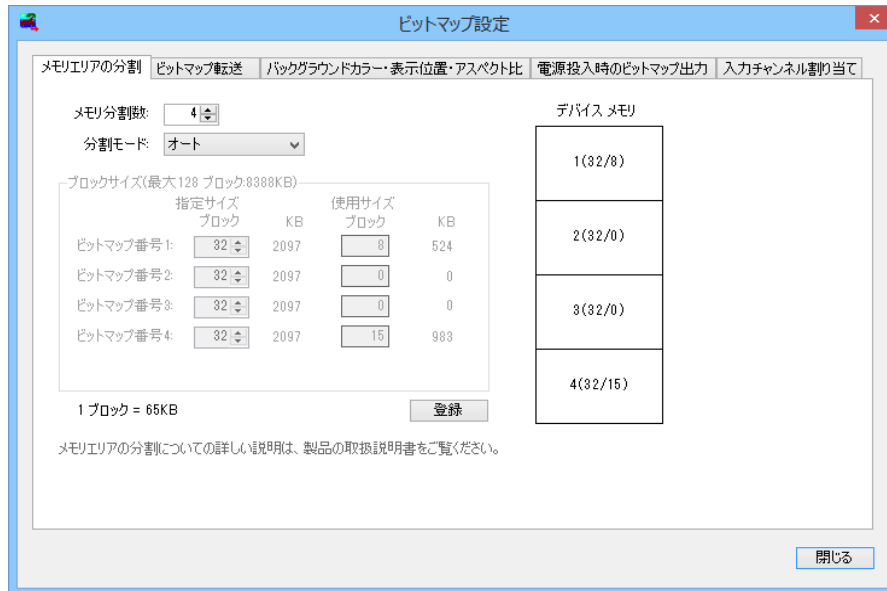 ビットマップ設定
メモリエリアの分割 ビットマップ転送 バックグラウンドカラー・表示位置・アスペクト比 電源投入時のビットマップ出力 入力チャンネル割り当て
メモリ分割数: 4
分割モード: オート
ブロックサイズ(最大128 ブロック:8388KB)
指定サイズ 使用サイズ
ブロック KB ブロック KB
ビットマップ番号1: 32 2097 8 524
ビットマップ番号2: 32 2097 0 0
ビットマップ番号3: 32 2097 0 0
ビットマップ番号4: 32 2097 15 983
1 ブロック = 65KB 登録
メモリエリアの分割についての詳しい説明は、製品の取扱説明書をご覧ください。
デバイス メモリ
1(32/8)
2(32/0)
3(32/0)
4(32/15)
閉じる